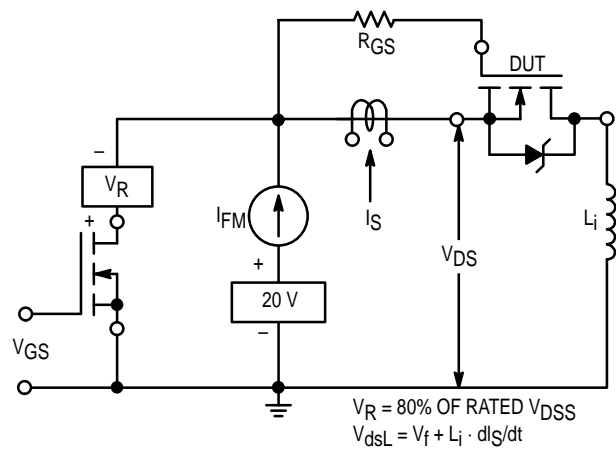 RGS
DUT
–
VR
+
IFM
IS
Li
VDS
+
20 V
–
VGS
VR = 80% OF RATED VDSS
VdsL = Vf + Li · dIS/dt